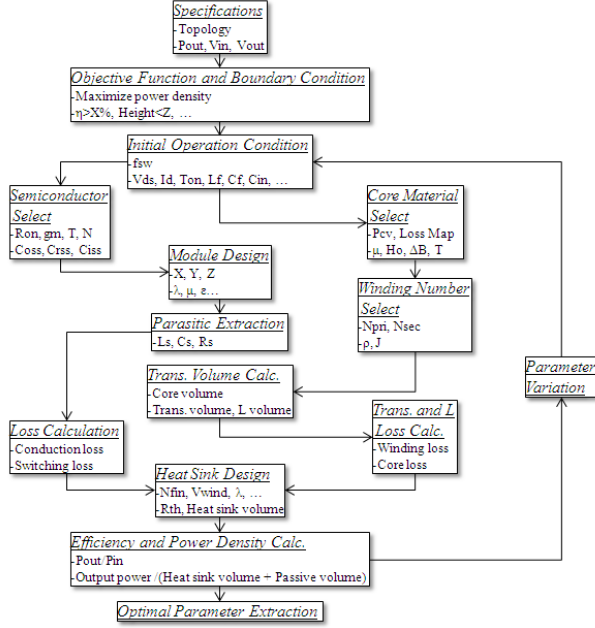 Specifications
-Topology
-Pout, Vin, Vout
Objective Function and Boundary Condition
-Maximize power density
-η>X%, Height<Z, ...
Initial Operation Condition
-fsw
-Vds, Id, Ton, Lf, Cf, Cin, ...
Semiconductor
Select
-Ron, gm, T, N
-Coss, Crss, Ciss
Core Material
Select
-Pcv, Loss Map
-μ, Ho, ΔB, T
Module Design
-X, Y, Z
-λ, μ, ε...
Winding Number
Select
-Npri, Nsec
-ρ, J
Parasitic Extraction
-Ls, Cs, Rs
Trans. Volume Calc.
-Core volume
-Trans. volume, L volume
Parameter
Variation
Loss Calculation
-Conduction loss
-Switching loss
Trans. and L
Loss Calc.
-Winding loss
-Core loss
Heat Sink Design
-Nfin, Vwind, λ, ...
-Rth, Heat sink volume
Efficiency and Power Density Calc.
-Pout/Pin
-Output power /(Heat sink volume + Passive volume)
Optimal Parameter Extraction